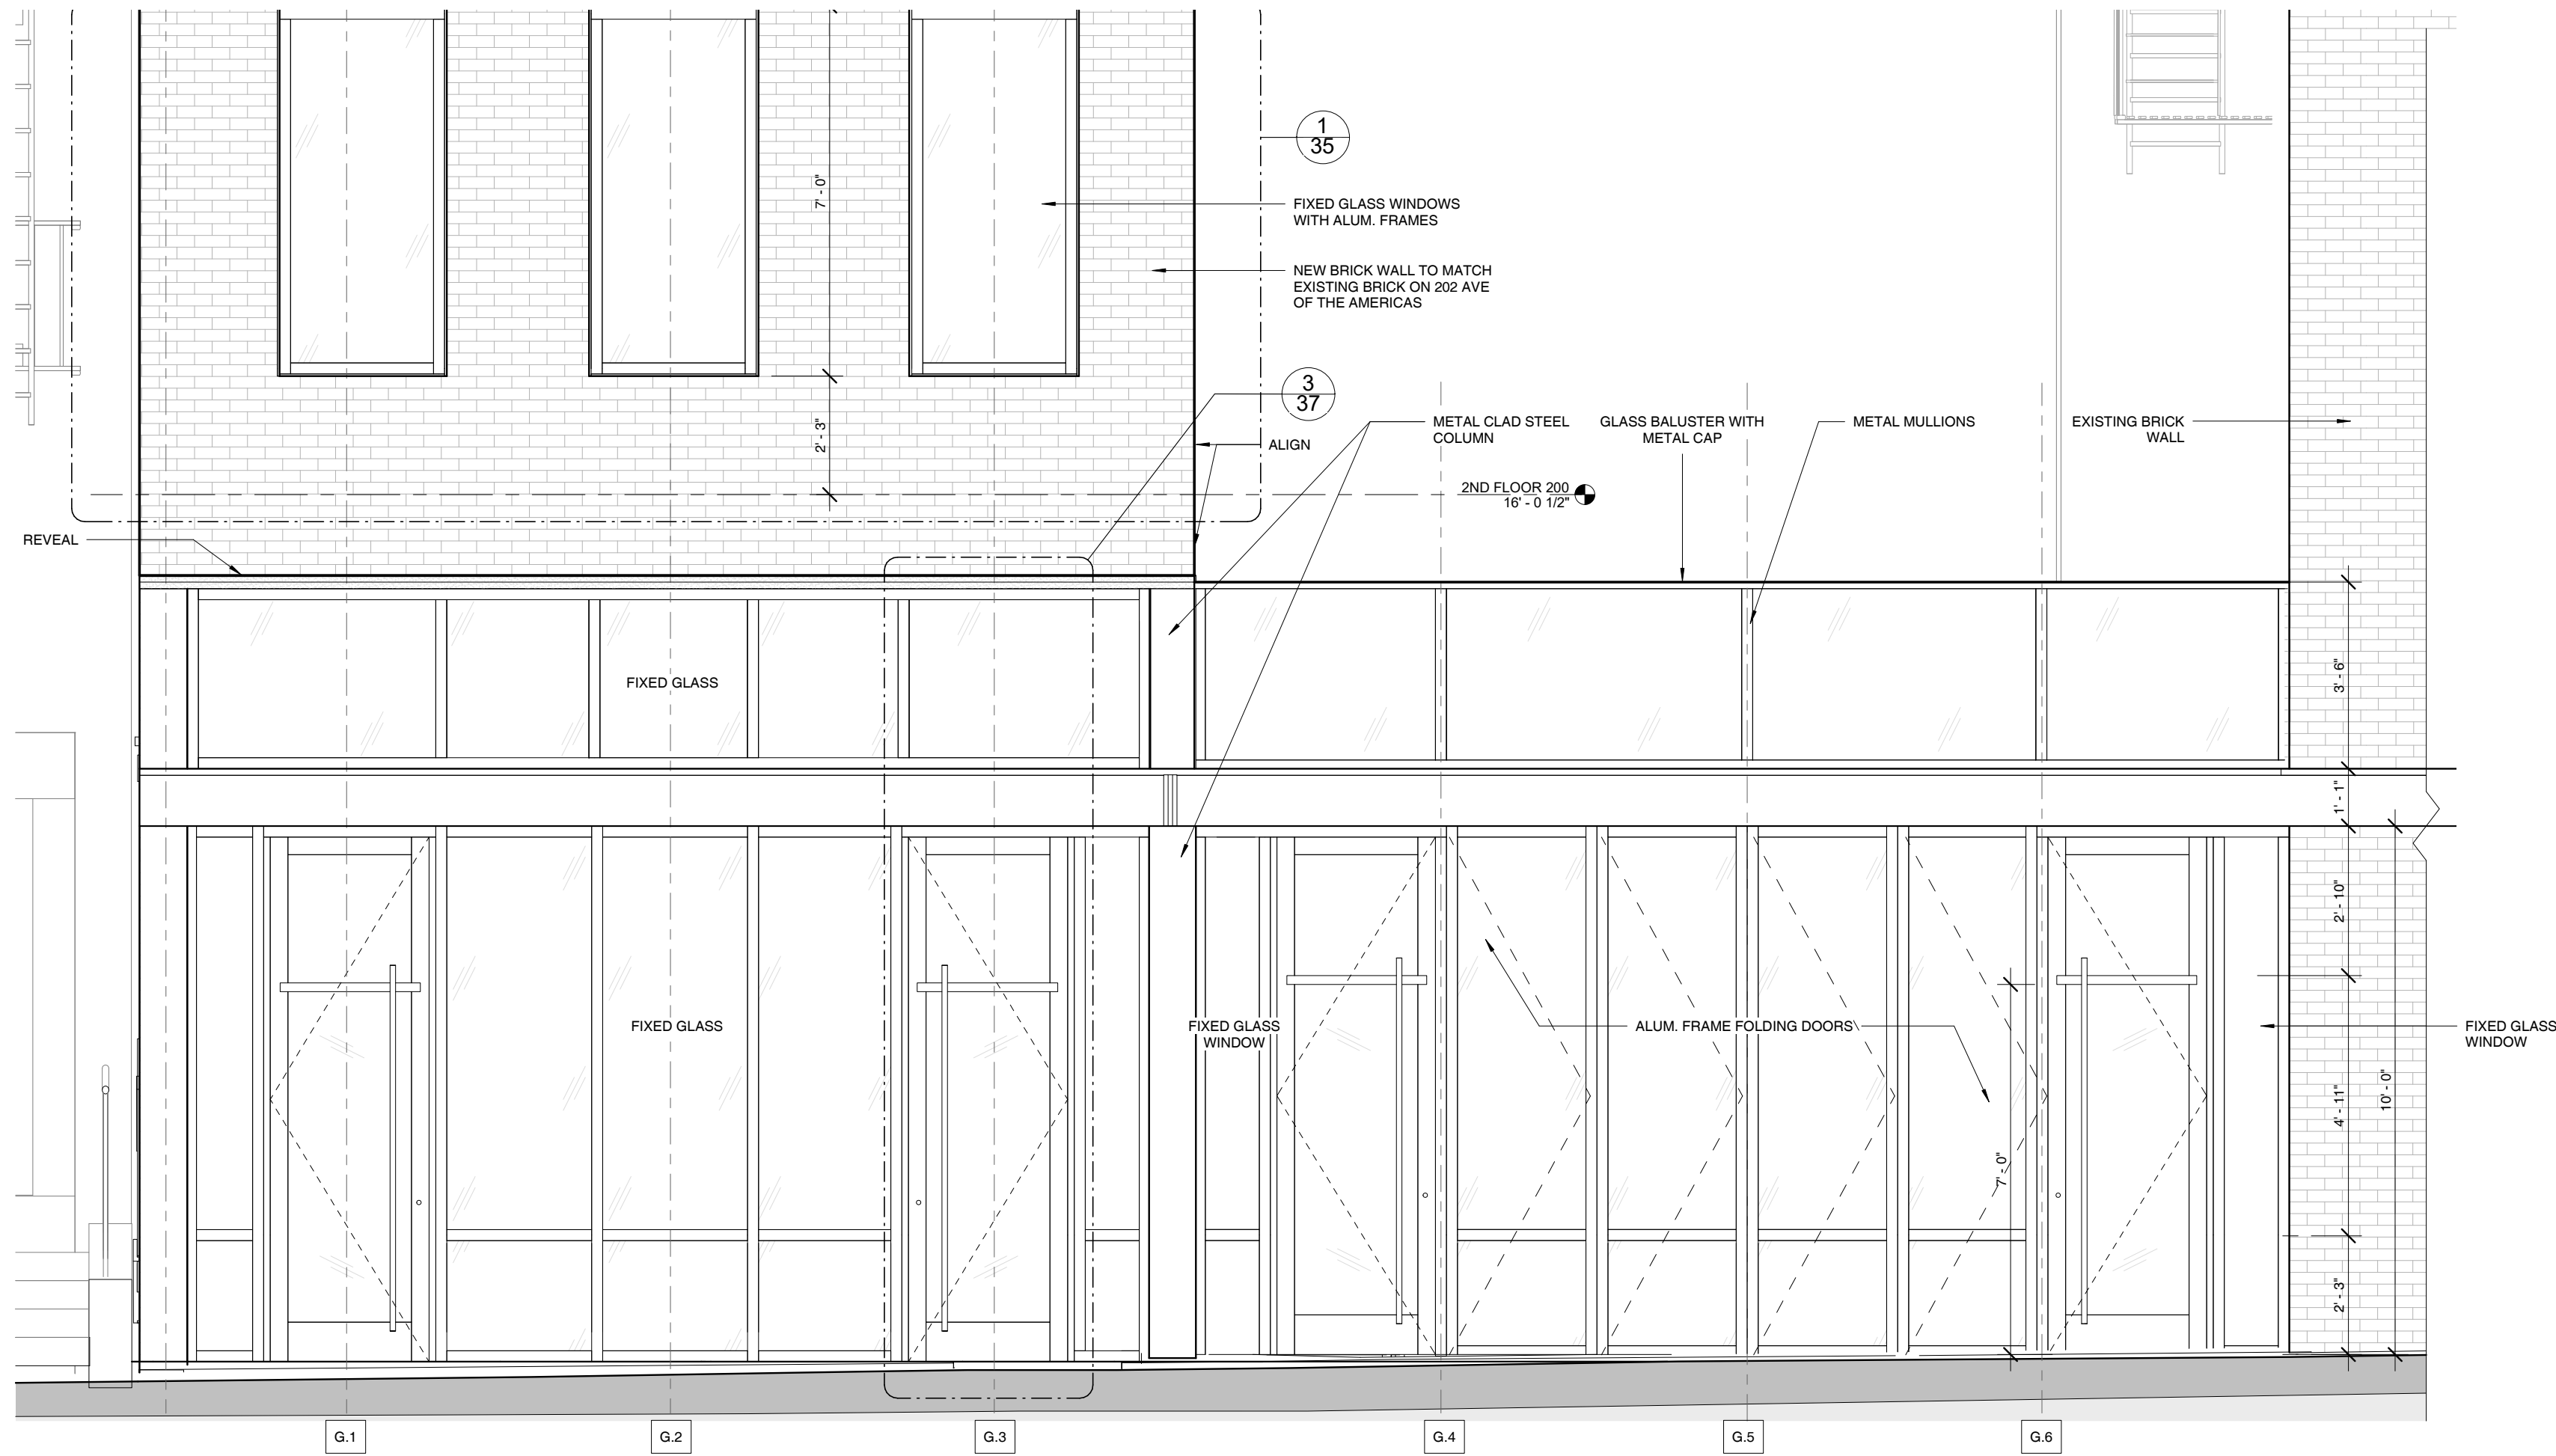 1
35
7' - 0"
FIXED GLASS WINDOWS
WITH ALUM. FRAMES
NEW BRICK WALL TO MATCH
EXISTING BRICK ON 202 AVE
OF THE AMERICAS
3
37
2' - 3"
ALIGN
METAL CLAD STEEL
COLUMN
GLASS BALUSTER WITH
METAL CAP
METAL MULLIONS
EXISTING BRICK
WALL
2ND FLOOR 200
16' - 0 1/2"
REVEAL
FIXED GLASS
3' - 6"
1' - 1"
2' - 10"
FIXED GLASS
FIXED GLASS
WINDOW
ALUM. FRAME FOLDING DOORS
FIXED GLASS
WINDOW
4' - 11"
10' - 0"
7' - 0"
2' - 3"
G.1
G.2
G.3
G.4
G.5
G.6